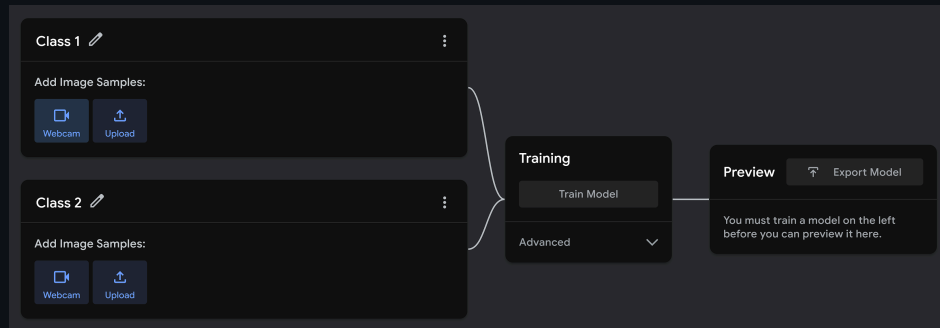 Class 1
Add Image Samples:
Webcam
Upload
Class 2
Add Image Samples:
Webcam
Upload
Training
Train Model
Advanced
Preview
Export Model
You must train a model on the left
before you can preview it here.